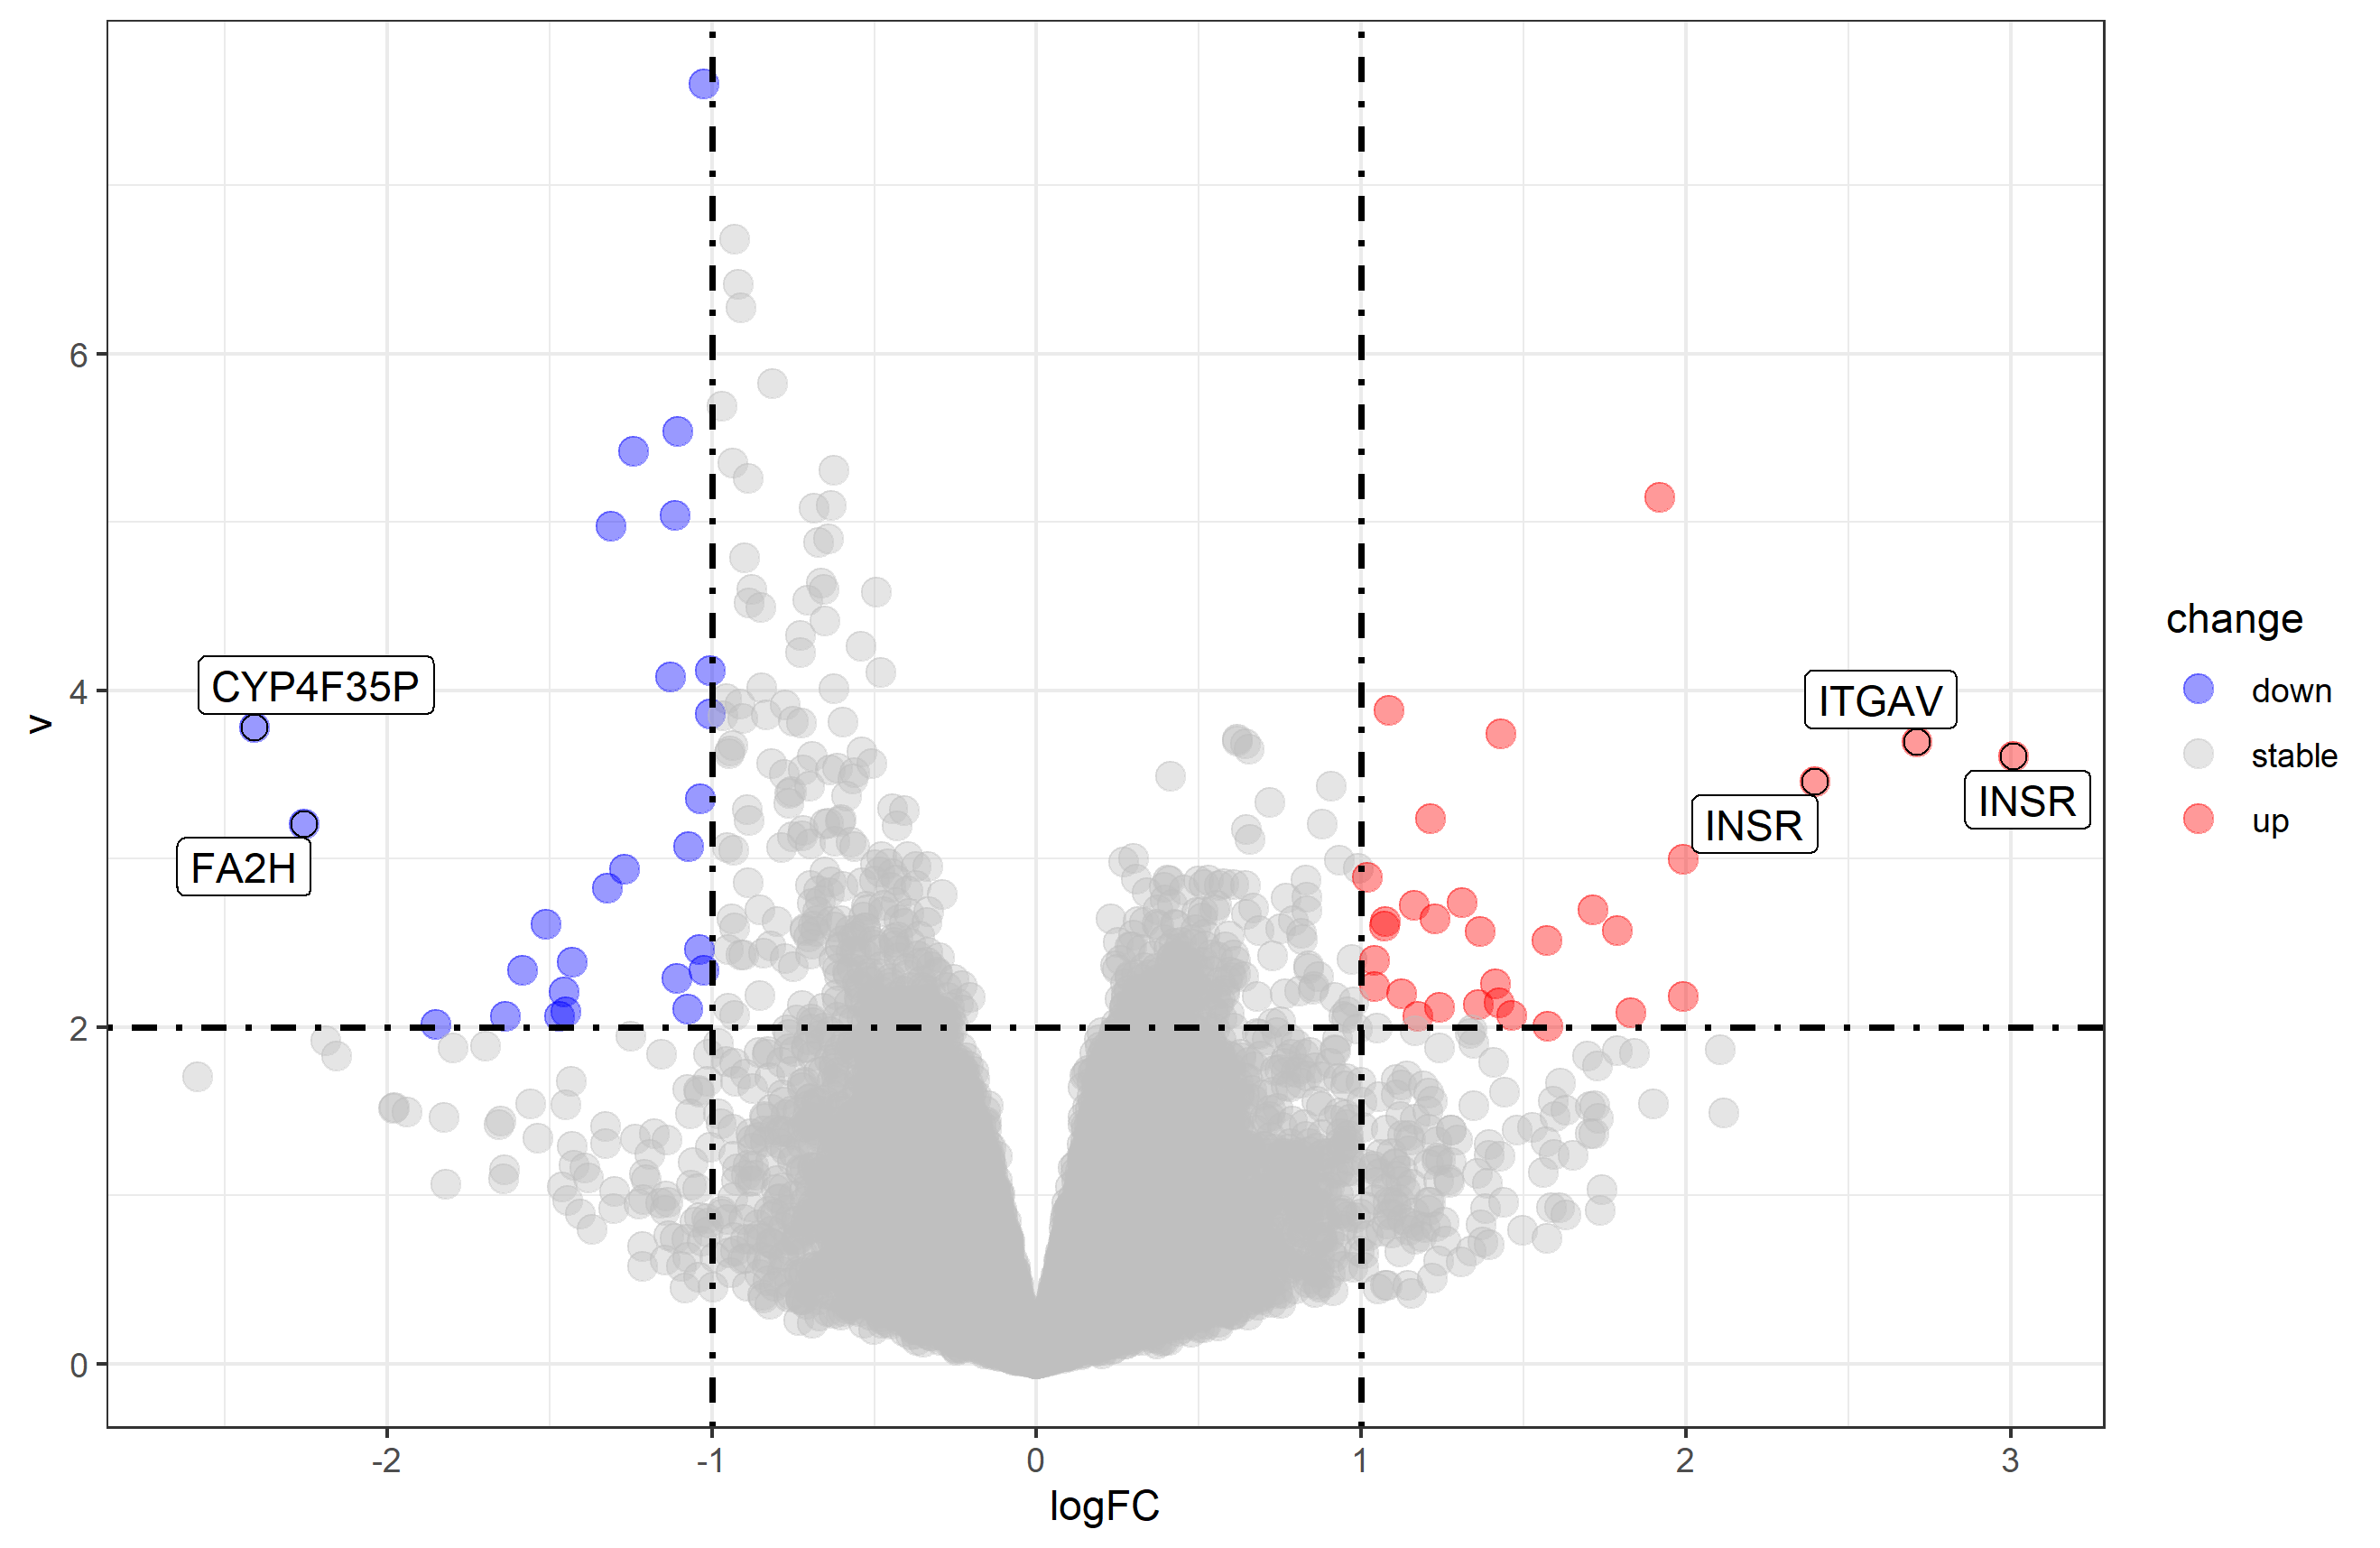 6
4
2
0
v
CYP4F35P
FA2H
ITGAV
INSR
INSR
-2
-1
0
1
2
3
logFC
change
down
stable
up